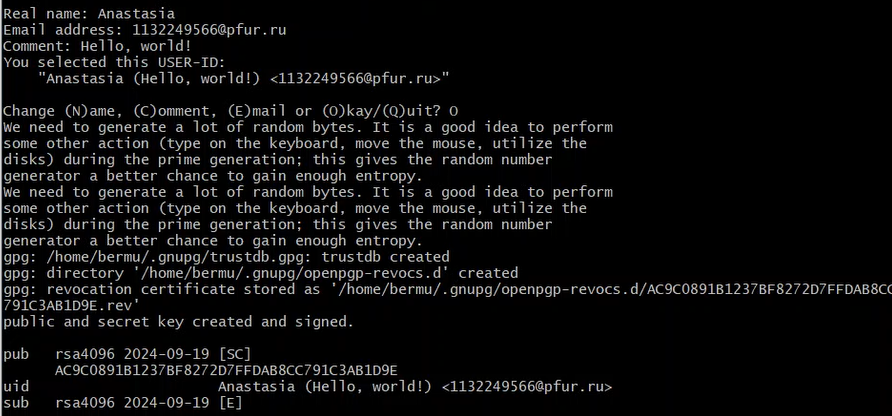 Real name: Anastasia
Email address: 1132249566@pfur.ru
Comment: Hello, world!
You selected this USER-ID:
    "Anastasia (Hello, world!) <1132249566@pfur.ru>"

Change (N)ame, (C)omment, (E)mail or (O)kay/(Q)uit? O
We need to generate a lot of random bytes. It is a good idea to perform
some other action (type on the keyboard, move the mouse, utilize the
disks) during the prime generation; this gives the random number
generator a better chance to gain enough entropy.
We need to generate a lot of random bytes. It is a good idea to perform
some other action (type on the keyboard, move the mouse, utilize the
disks) during the prime generation; this gives the random number
generator a better chance to gain enough entropy.
gpg: /home/bermu/.gnupg/trustdb.gpg: trustdb created
gpg: directory '/home/bermu/.gnupg/openpgp-revocs.d' created
gpg: revocation certificate stored as '/home/bermu/.gnupg/openpgp-revocs.d/AC9C0891B1237BF8272D7FFDAB8CC
791C3AB1D9E.rev'
public and secret key created and signed.

pub   rsa4096 2024-09-19 [SC]
      AC9C0891B1237BF8272D7FFDAB8CC791C3AB1D9E
uid                      Anastasia (Hello, world!) <1132249566@pfur.ru>
sub   rsa4096 2024-09-19 [E]